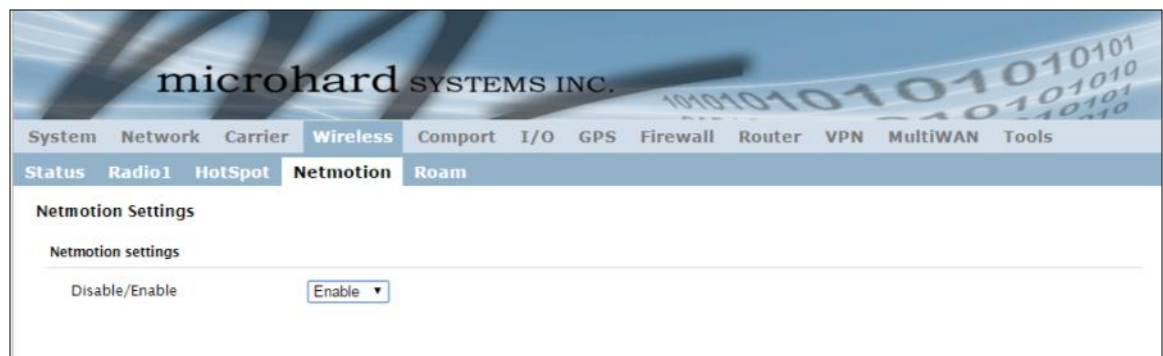 microhard SYSTEMS INC.
System Network Carrier Wireless Comport I/O GPS Firewall Router VPN MultiWAN Tools
Status Radio1 HotSpot Netmotion Roam
Netmotion Settings
Netmotion settings
Disable/Enable Enable